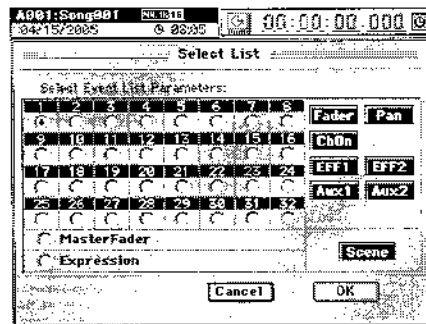 A001:Song001
04/15/2005 08:05
00:00:00.000
Select List
Select Event List Parameters:
1 2 3 4 5 6 7 8
Fader Pan
9 10 11 12 13 14 15 16
ChOn
17 18 19 20 21 22 23 24
EFF1 EFF2
Aux1 Aux2
25 26 27 28 29 30 31 32
MasterFader
Expression
Scene
Cancel OK